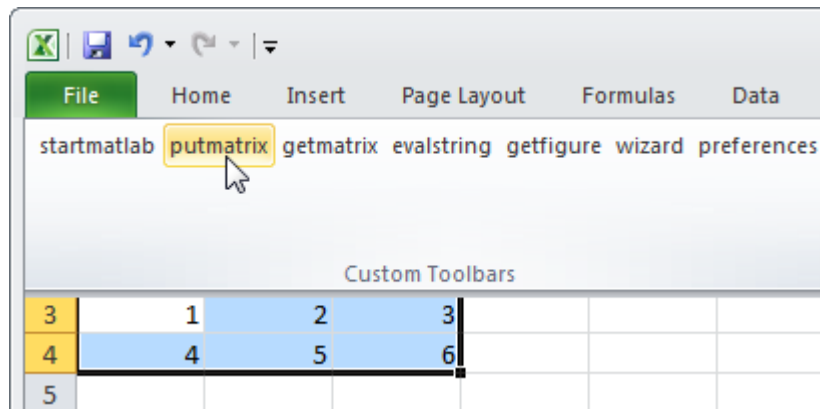 File Home Insert Page Layout Formulas Data
startmatlab putmatrix getmatrix evalstring getfigure wizard preferences
Custom Toolbars
3 1 2 3
4 4 5 6
5